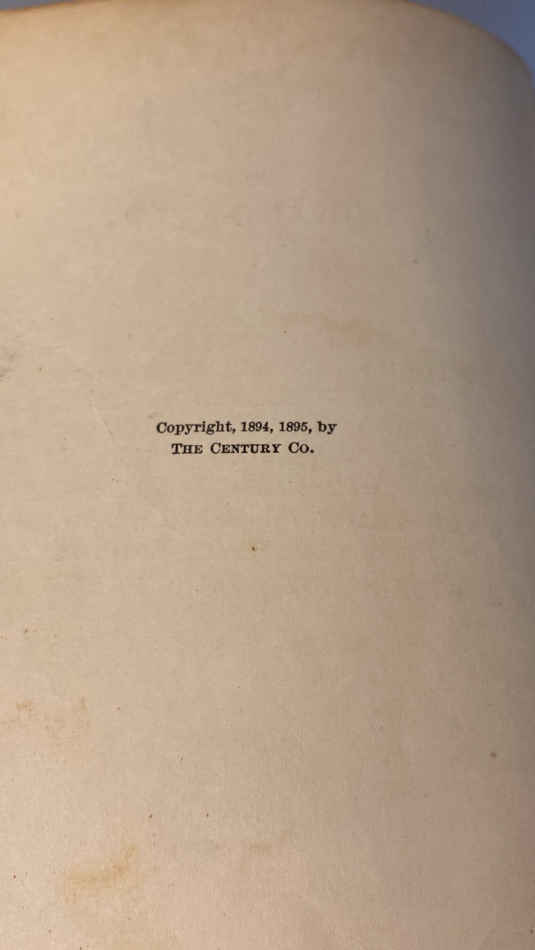 Copyright, 1894, 1895, by
THE CENTURY CO.